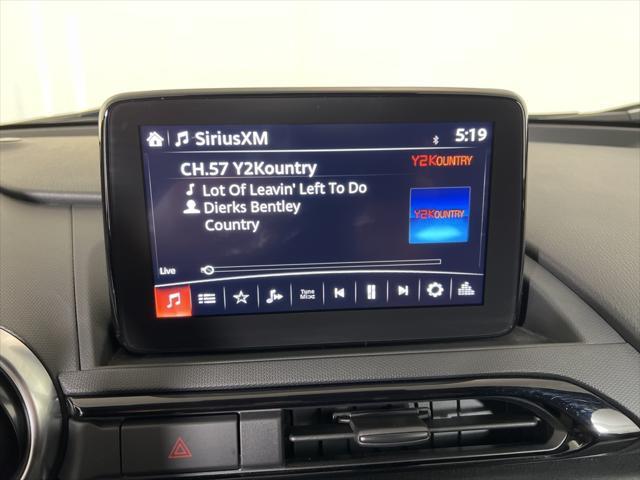 SiriusXM
5:19
CH.57 Y2Kountry
Y2KOUNTRY
Lot Of Leavin' Left To Do
Dierks Bentley
Country
Y2KOUNTRY
Live
Tune
Mix